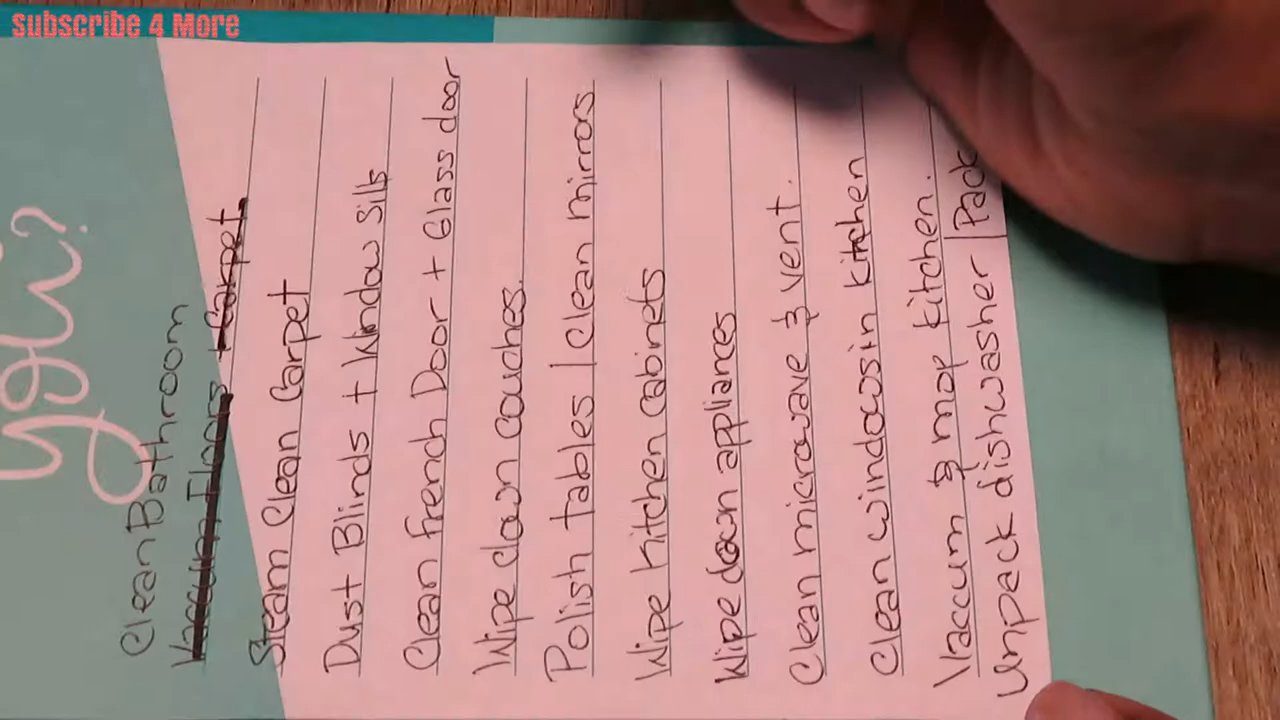 Subscribe 4 More
you?
Clean Bathroom
Vaccum Floors + Carpet.
Steam Clean Carpet
Dust Blinds + Window Sills
Clean french Door + Glass door
Wipe down couches.
Polish tables / Clean mirrors
Wipe Kitchen cabinets
Wipe down appliances
Clean microwave & vent.
Clean windows in kitchen
Vaccum & mop kitchen.
Unpack dishwasher / Pack